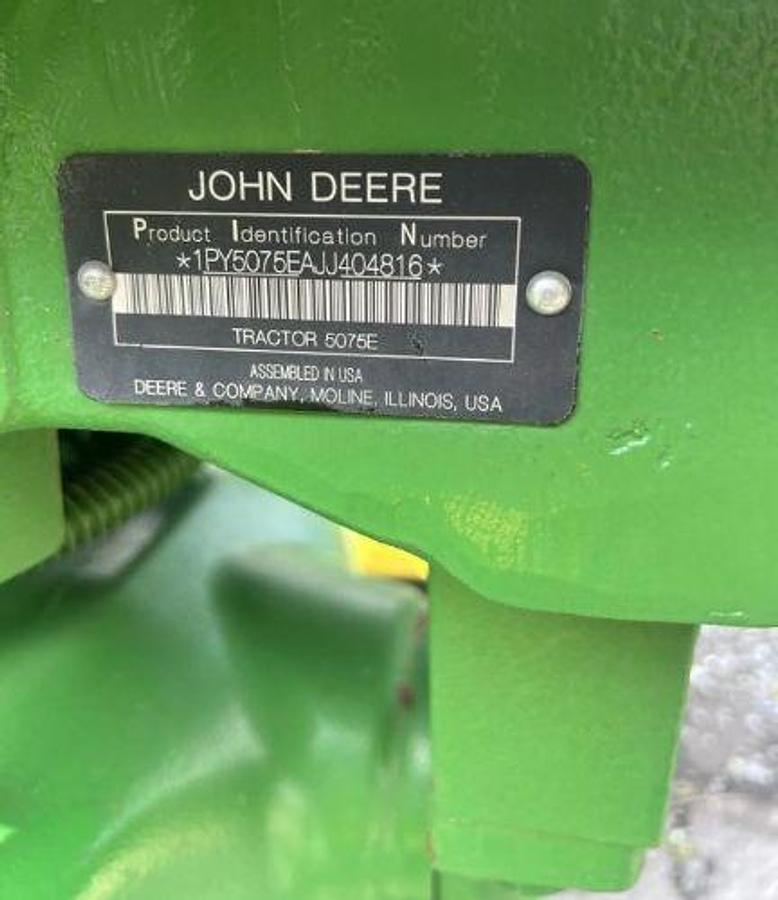 JOHN DEERE
Product Identification Number
*1PY5075EAJJ404816*
TRACTOR 5075E
ASSEMBLED IN USA
DEERE & COMPANY, MOLINE, ILLINOIS, USA